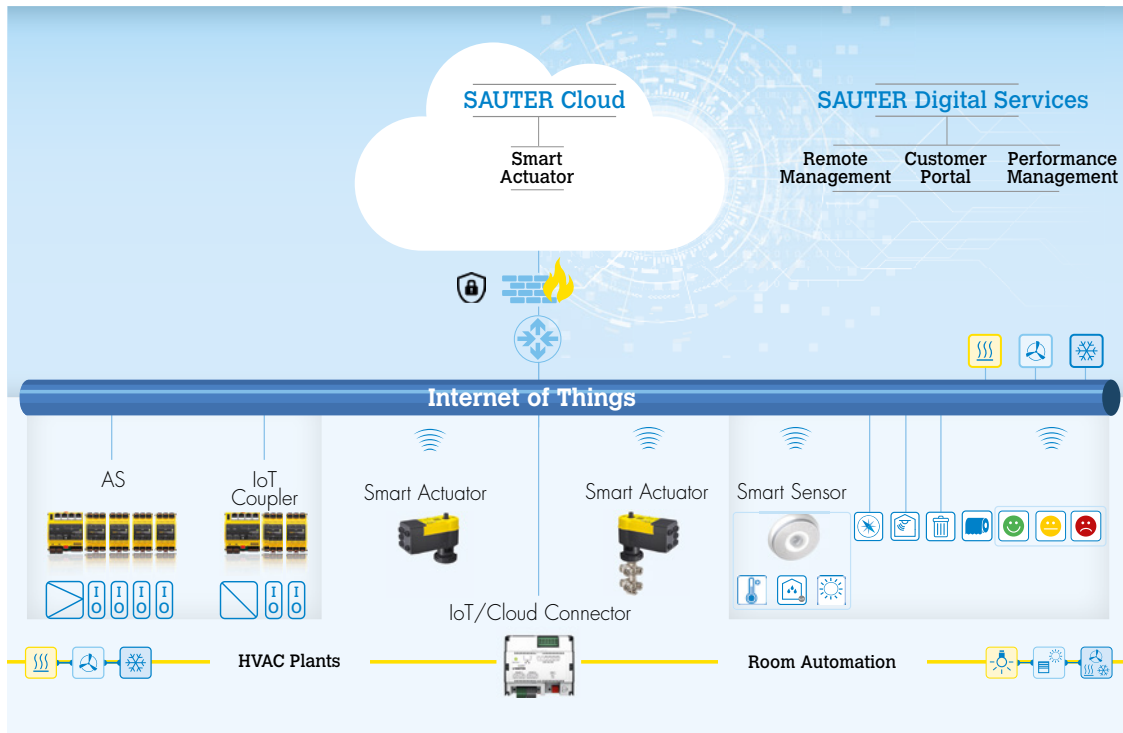 SAUTER Cloud
Smart
Actuator
SAUTER Digital Services
Remote
Management
Customer
Portal
Performance
Management
Internet of Things
AS
IoT
Coupler
Smart Actuator
Smart Actuator
Smart Sensor
I
O
I
O
I
O
I
O
I
O
I
O
IoT/Cloud Connector
HVAC Plants
Room Automation